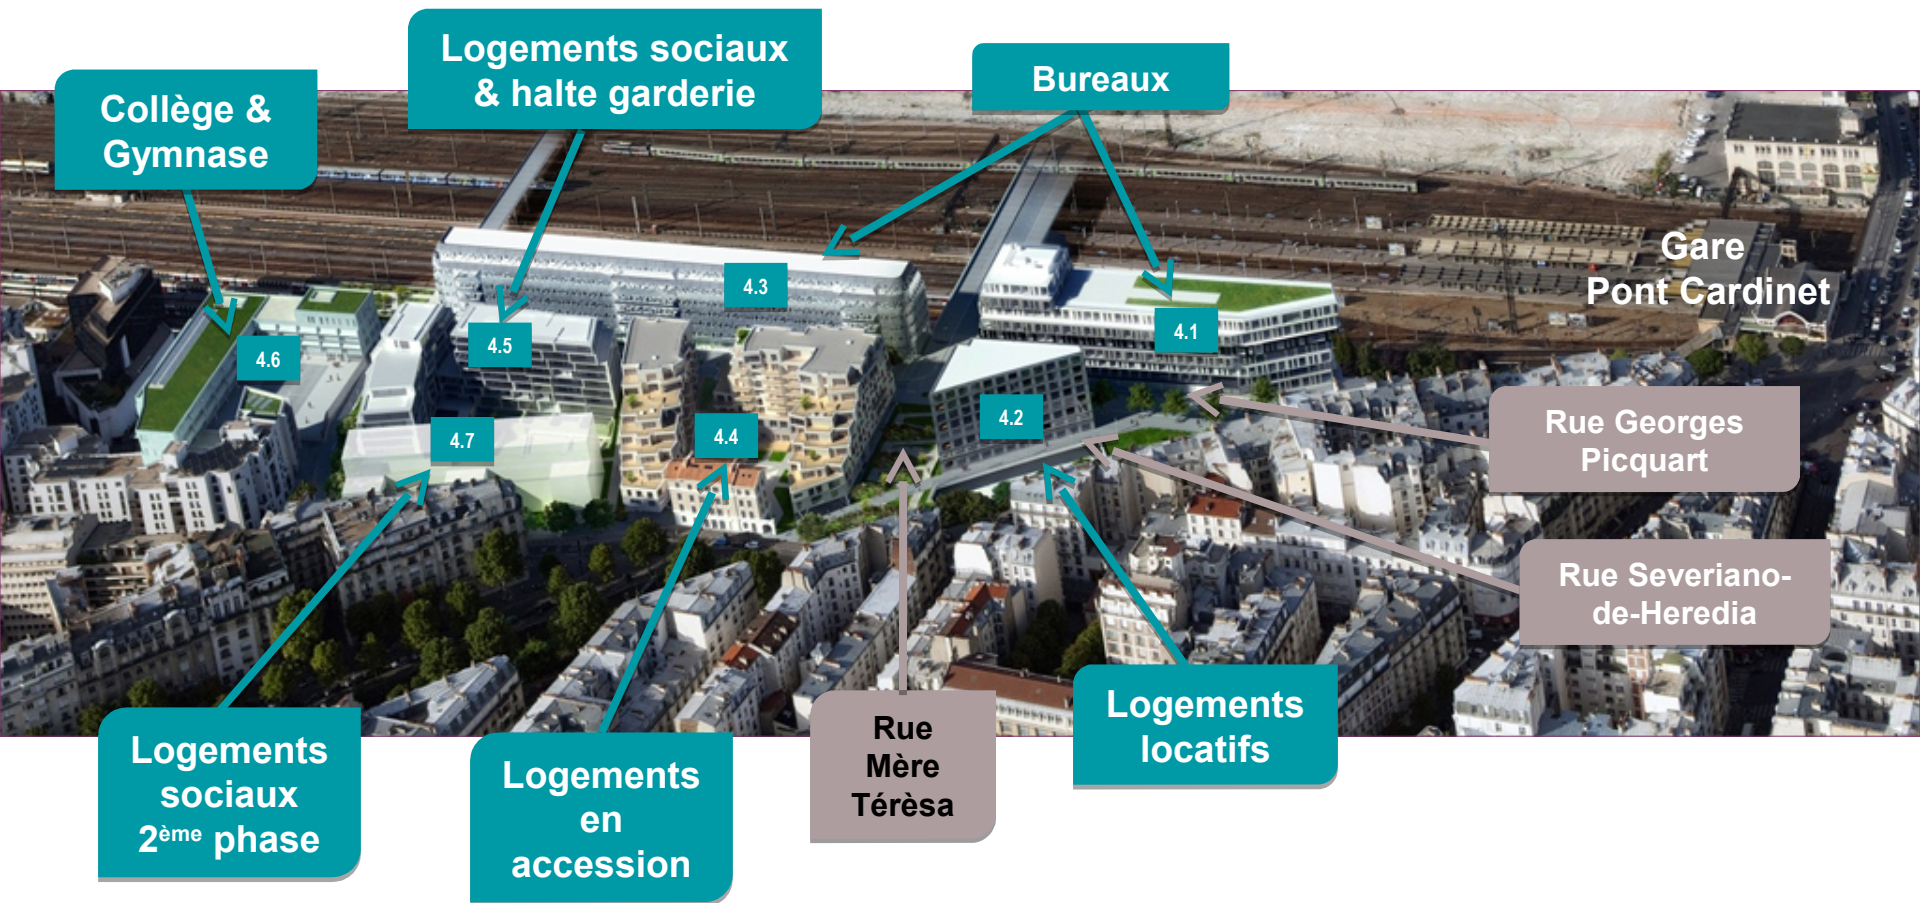 Logements sociaux
& halte garderie
Bureaux
Collège &
Gymnase
Gare
Pont Cardinet
4.3
4.1
4.5
4.6
4.2
4.4
4.7
Rue Georges
Picquart
Rue Severiano-
de-Heredia
Logements
sociaux
2ème phase
Logements
en
accession
Rue
Mère
Térèsa
Logements
locatifs